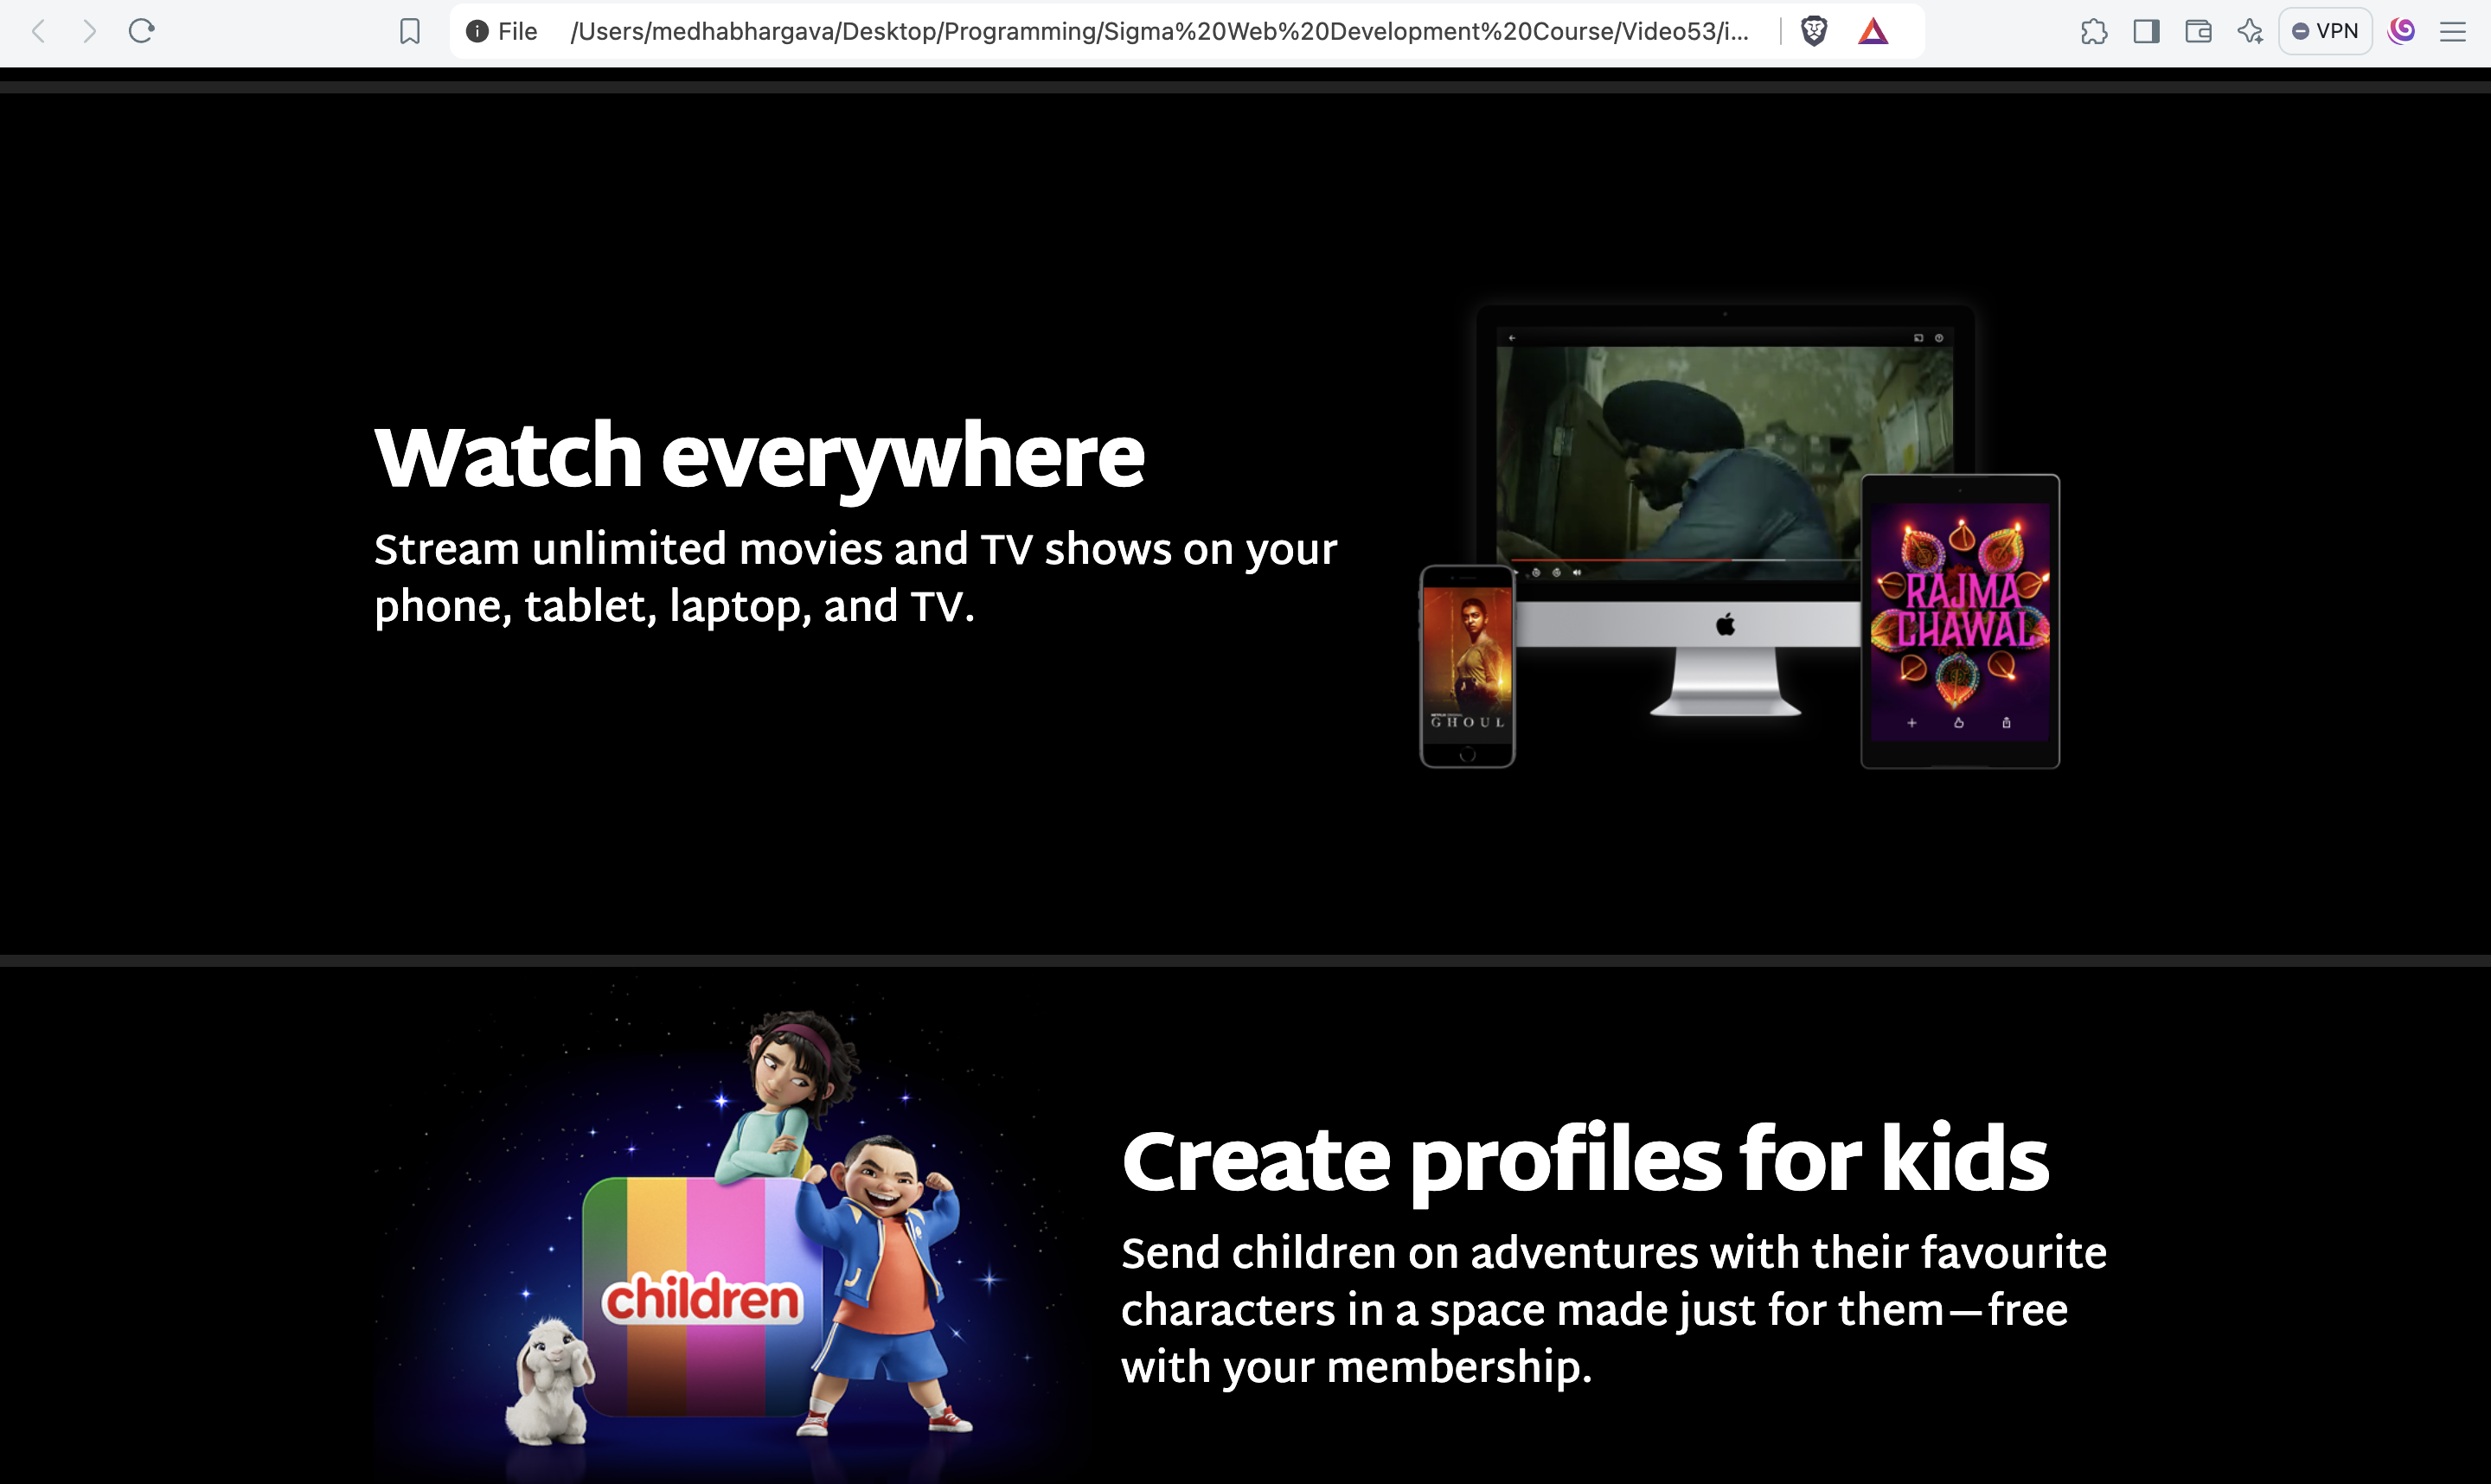 File /Users/medhabhargava/Desktop/Programming/Sigma%20Web%20Development%20Course/Video53/i...
VPN
Watch everywhere
Stream unlimited movies and TV shows on your
phone, tablet, laptop, and TV.
RAJMA
CHAWAL
GHOUL
Create profiles for kids
Send children on adventures with their favourite
characters in a space made just for them—free
with your membership.
children